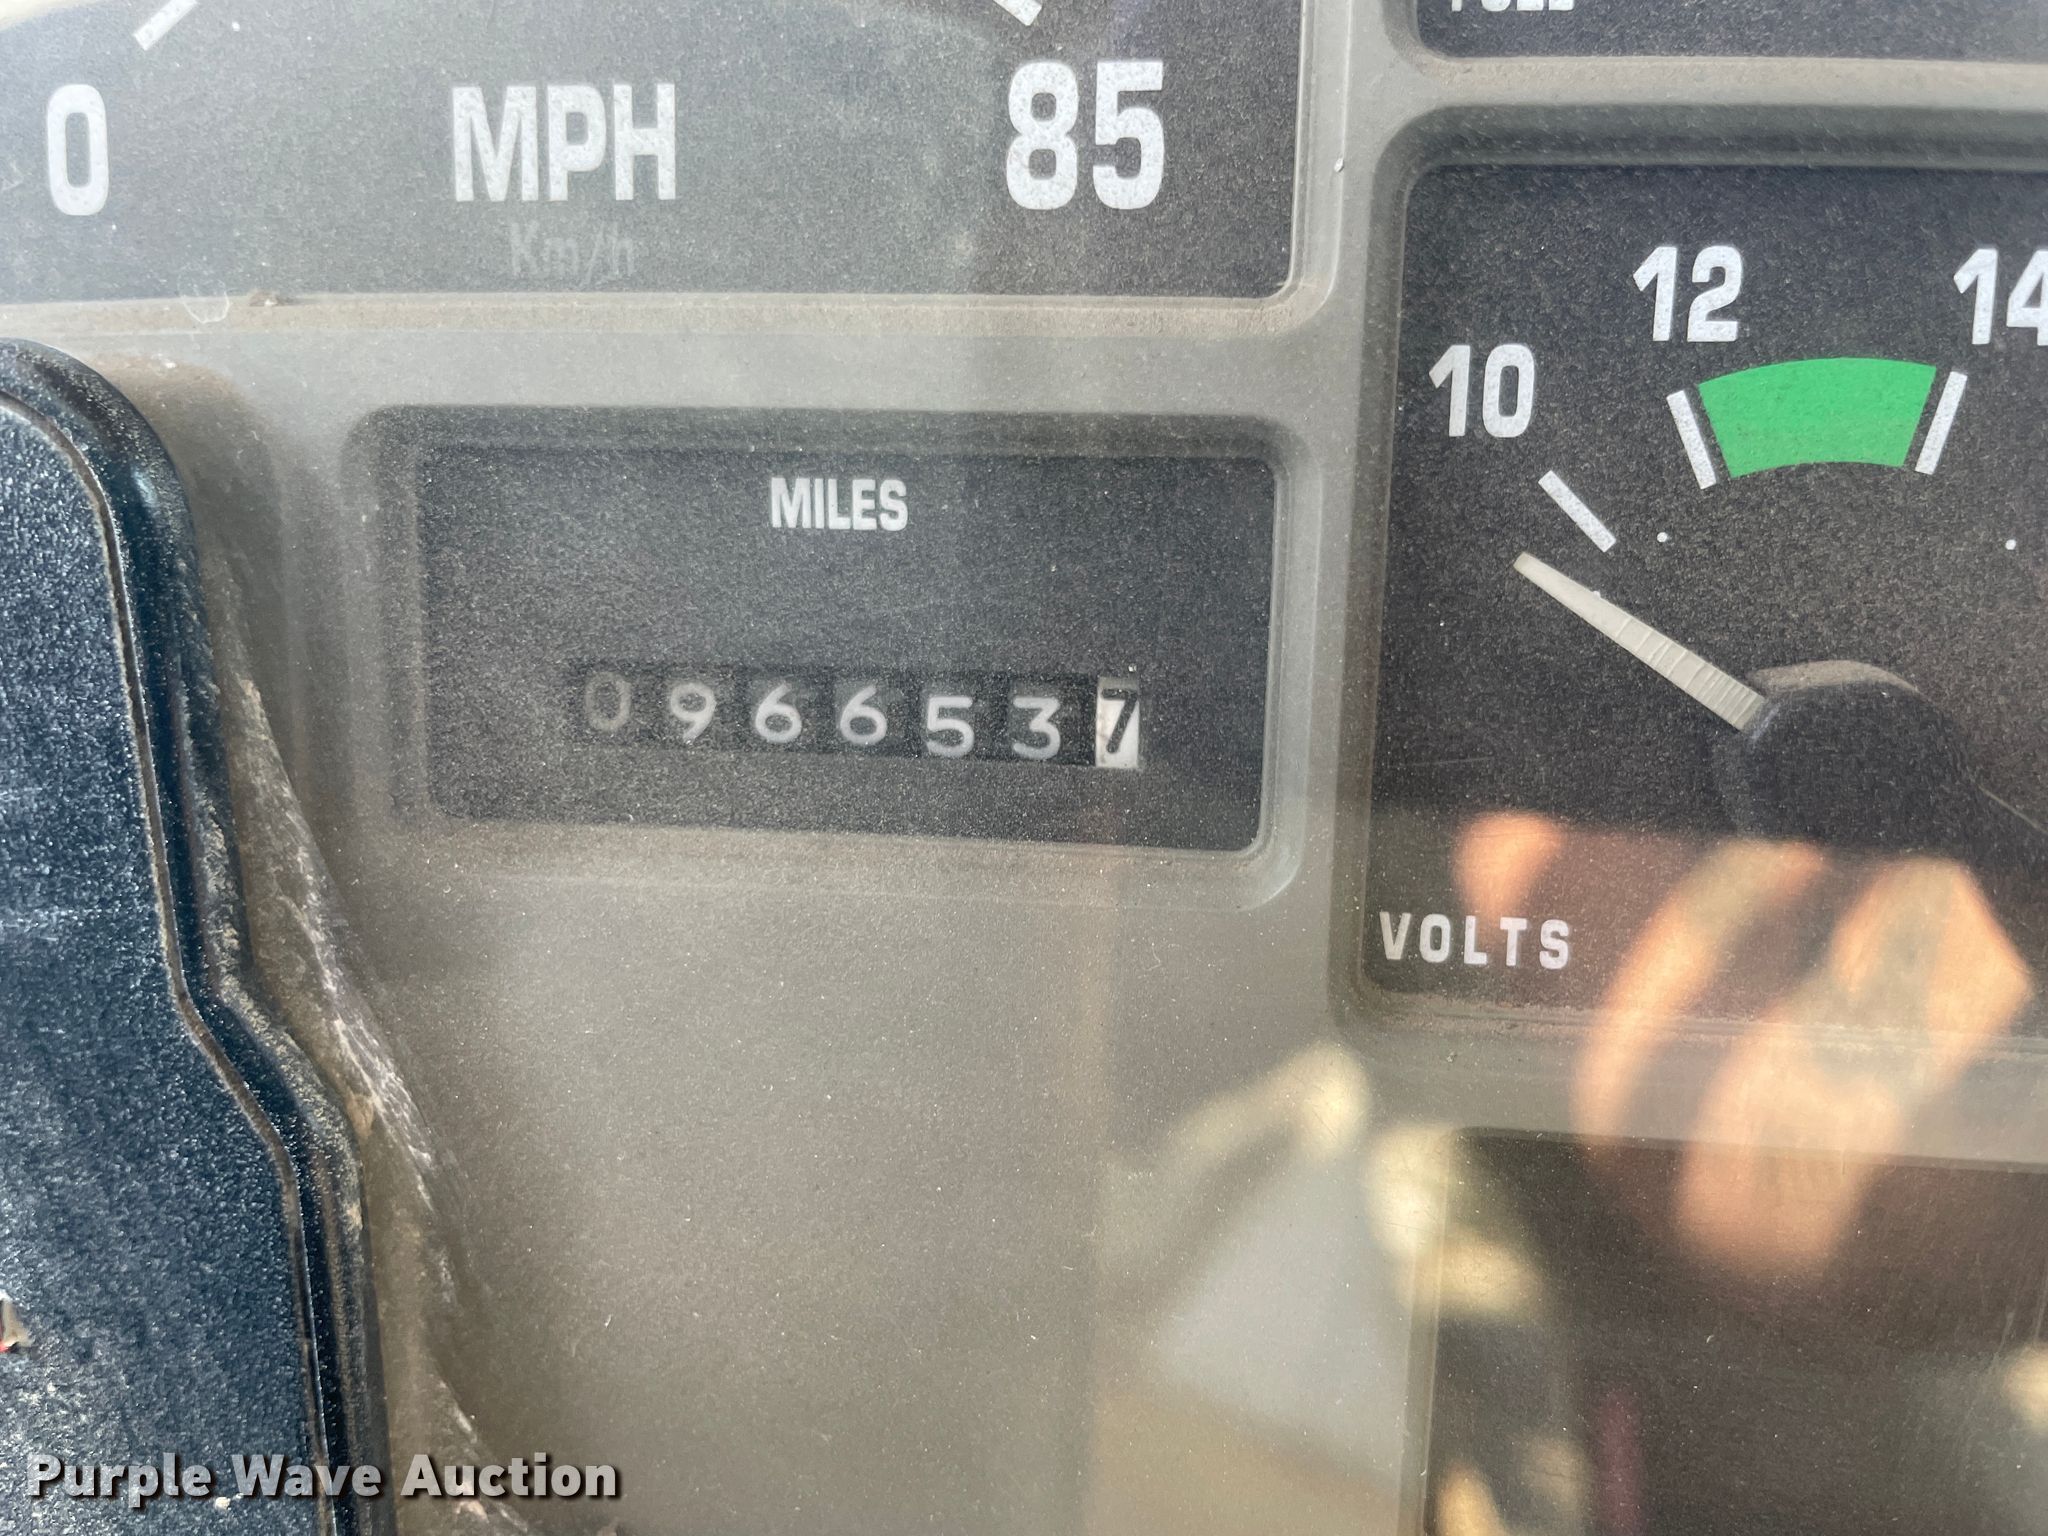 0 MPH 85
Km/h
MILES
0966537
10 12 14
VOLTS
Purple Wave Auction